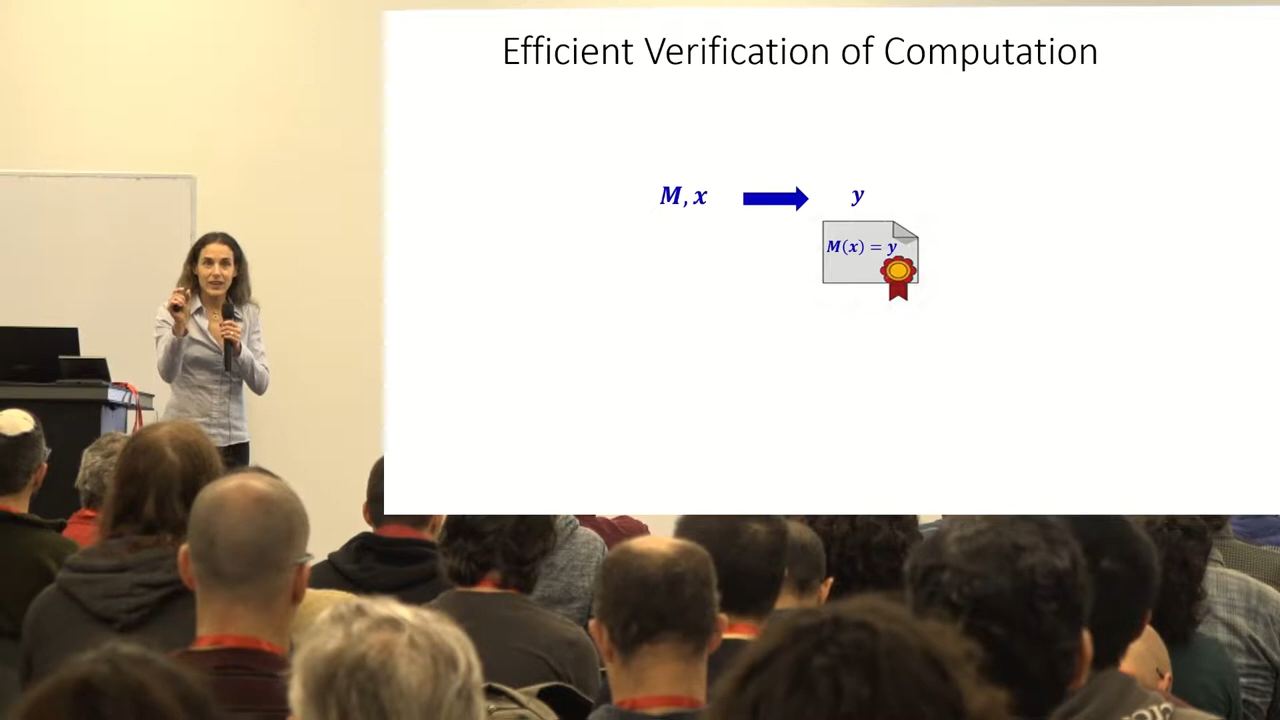 Efficient Verification of Computation
M, x
y
M(x) = y